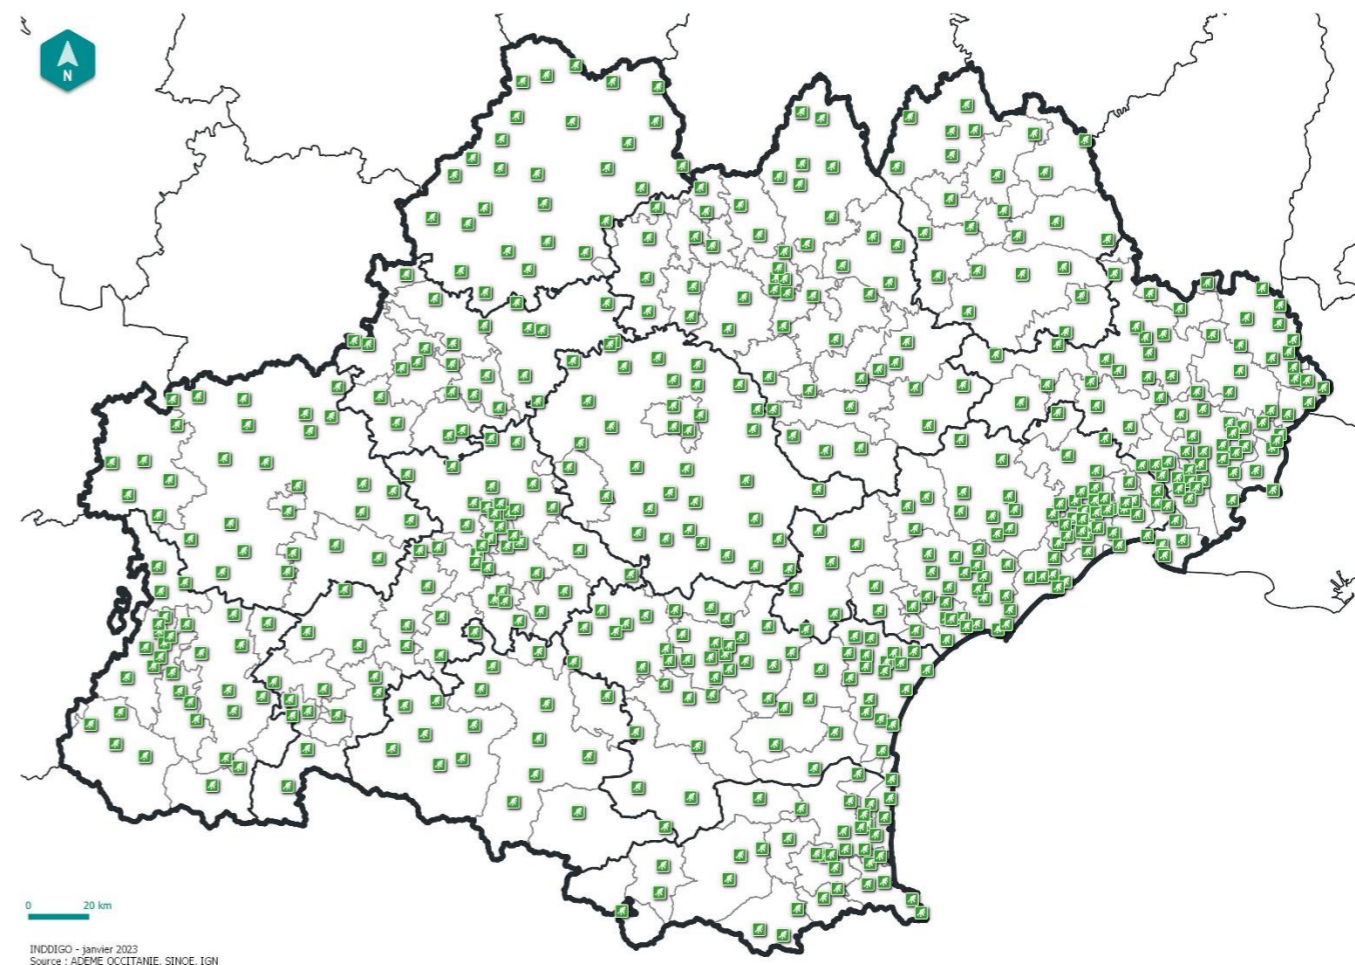 N
0 20 km
INDDIGO - janvier 2023
Source : ADEME OCCITANIE, SINOE, IGN